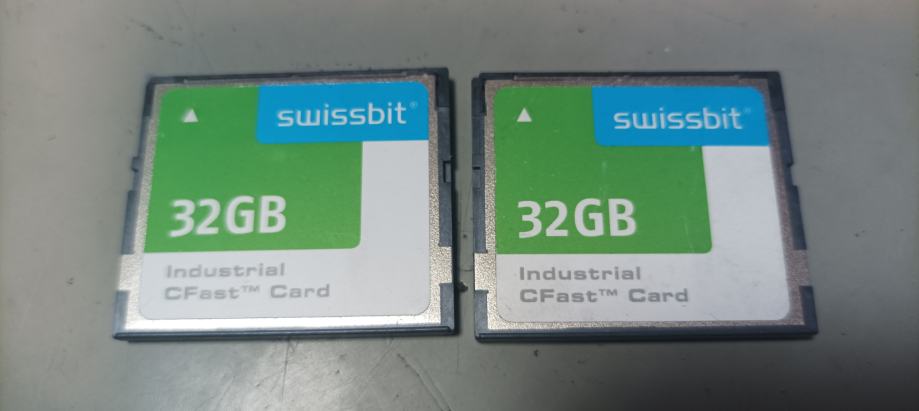 swissbit®
32GB
Industrial
CFast™ Card
swissbit®
32GB
Industrial
CFast™ Card